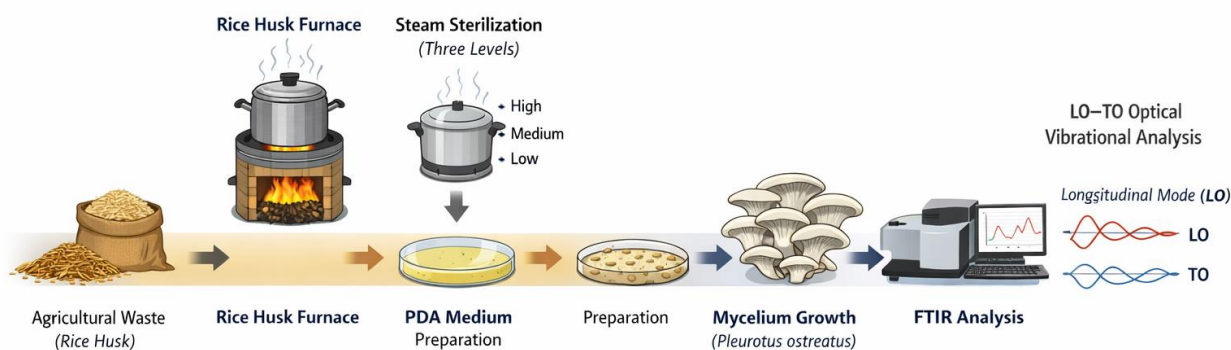 Rice Husk Furnace
Steam Sterilization
(Three Levels)
High
Medium
Low
LO–TO Optical
Vibrational Analysis
Longsitudinal Mode (LO)
LO
TO
Agricultural Waste
(Rice Husk)
Rice Husk Furnace
PDA Medium
Preparation
Preparation
Mycelium Growth
(Pleurotus ostreatus)
FTIR Analysis